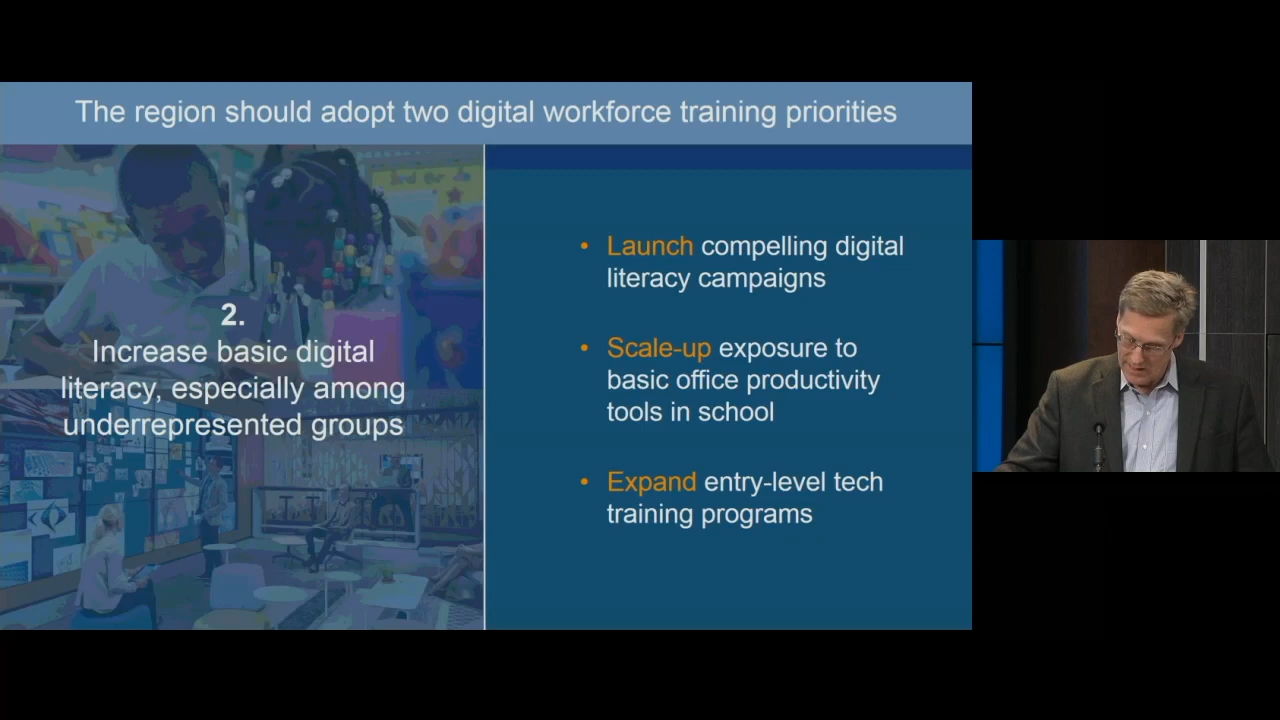 The region should adopt two digital workforce training priorities
2.
Increase basic digital
literacy, especially among
underrepresented groups
• Launch compelling digital
literacy campaigns
• Scale-up exposure to
basic office productivity
tools in school
• Expand entry-level tech
training programs